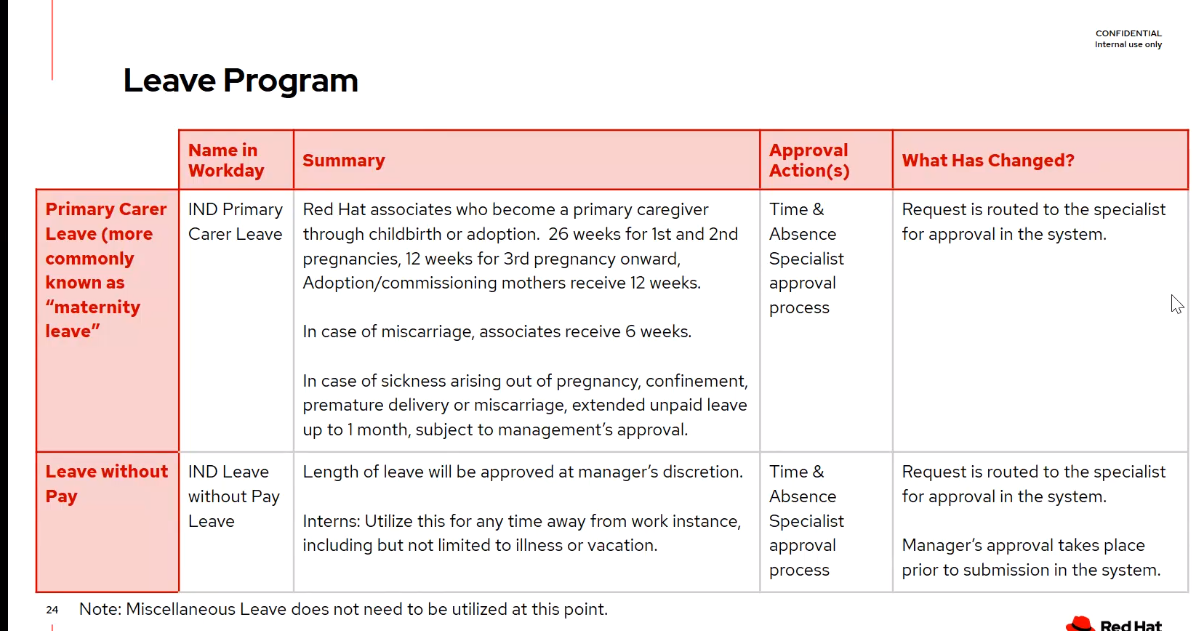 CONFIDENTIAL
Internal use only
Leave Program
Name in
Workday
Summary
Approval
Action(s)
What Has Changed?
Primary Carer
Leave (more
commonly
known as
“maternity
leave”
IND Primary
Carer Leave
Red Hat associates who become a primary caregiver
through childbirth or adoption.  26 weeks for 1st and 2nd
pregnancies, 12 weeks for 3rd pregnancy onward,
Adoption/commissioning mothers receive 12 weeks.
In case of miscarriage, associates receive 6 weeks.
In case of sickness arising out of pregnancy, confinement,
premature delivery or miscarriage, extended unpaid leave
up to 1 month, subject to management’s approval.
Time &
Absence
Specialist
approval
process
Request is routed to the specialist
for approval in the system.
Leave without
Pay
IND Leave
without Pay
Leave
Length of leave will be approved at manager’s discretion.
Interns: Utilize this for any time away from work instance,
including but not limited to illness or vacation.
Time &
Absence
Specialist
approval
process
Request is routed to the specialist
for approval in the system.
Manager’s approval takes place
prior to submission in the system.
24
Note: Miscellaneous Leave does not need to be utilized at this point.
Red Hat